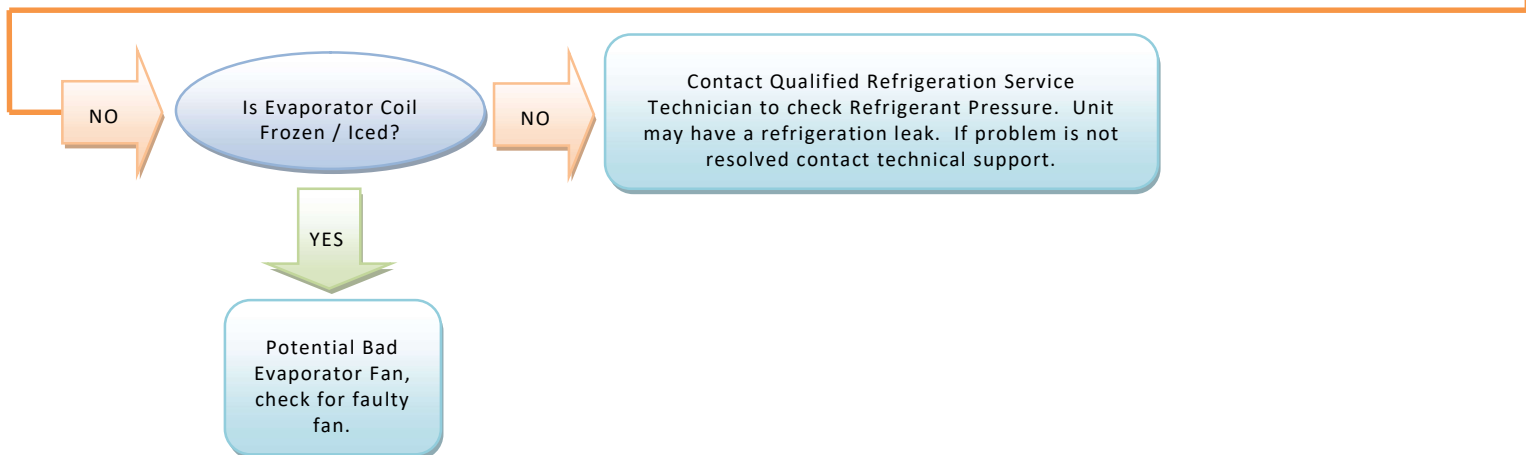 NO
Is Evaporator Coil
Frozen / Iced?
NO
Contact Qualified Refrigeration Service
Technician to check Refrigerant Pressure.  Unit
may have a refrigeration leak.  If problem is not
resolved contact technical support.
YES
Potential Bad
Evaporator Fan,
check for faulty
fan.